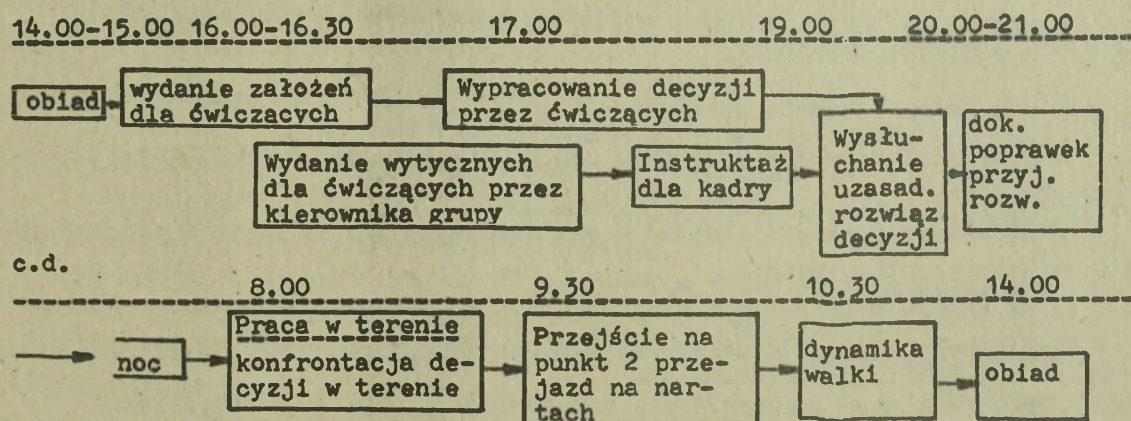 14.00-15.00 16.00-16.30 17.00 19.00 20.00-21.00
obiad
wydanie założeń
dla ćwiczacych
Wypracowanie decyzji
przez ćwiczących
Wydanie wytycznych
dla ćwiczących przez
kierownika grupy
Instruktaż
dla kadry
Wysłu-
chanie
uzasad.
rozwiąz
decyzji
dok.
poprawek
przyj.
rozw.
c.d.
8.00 9.30 10.30 14.00
noc
Praca w terenie
konfrontacja de-
cyzji w terenie
Przejście na
punkt 2 prze-
jazd na nar-
tach
dynamika
walki
obiad